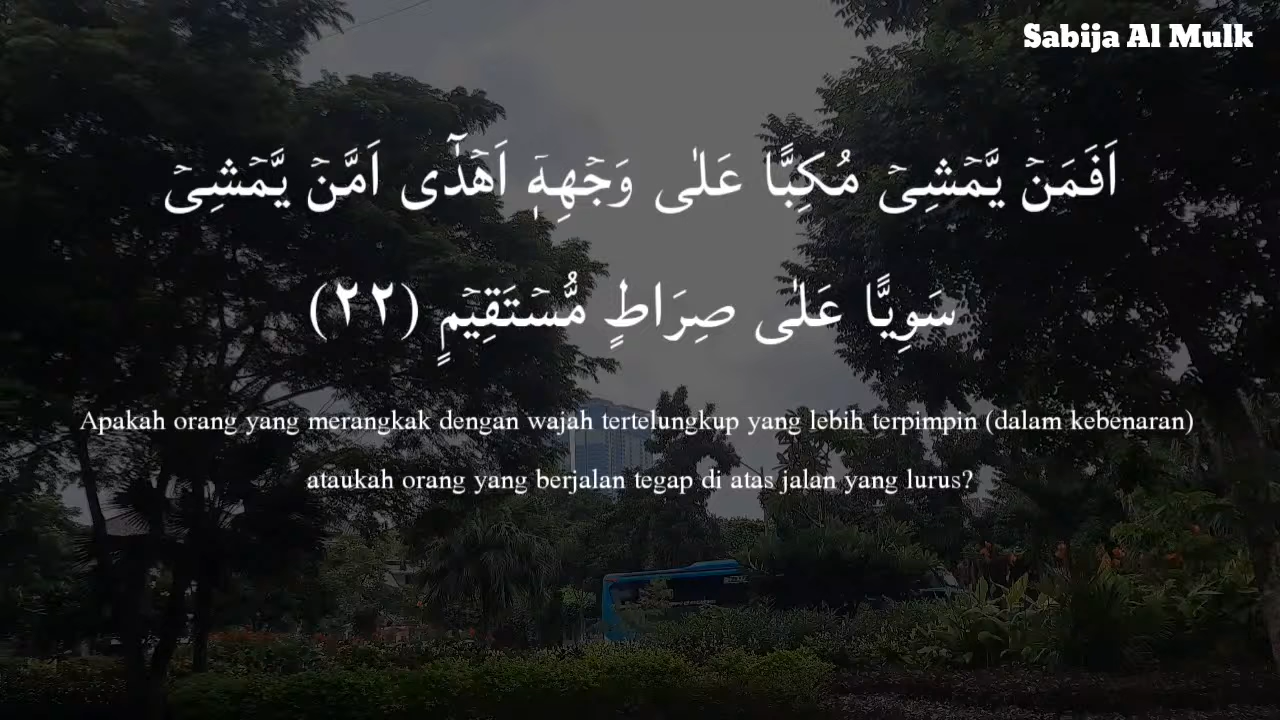 Sabija Al Mulk
اَفَمَنۡ يَّمۡشِىۡ مُكِبًّا عَلٰى وَجۡهِهٖۤ اَهۡدٰٓى اَمَّنۡ يَّمۡشِىۡ
سَوِيًّا عَلٰى صِرَاطٍ مُّسۡتَقِيۡمٍ (٢٢)
Apakah orang yang merangkak dengan wajah tertelungkup yang lebih terpimpin (dalam kebenaran)
ataukah orang yang berjalan tegap di atas jalan yang lurus?